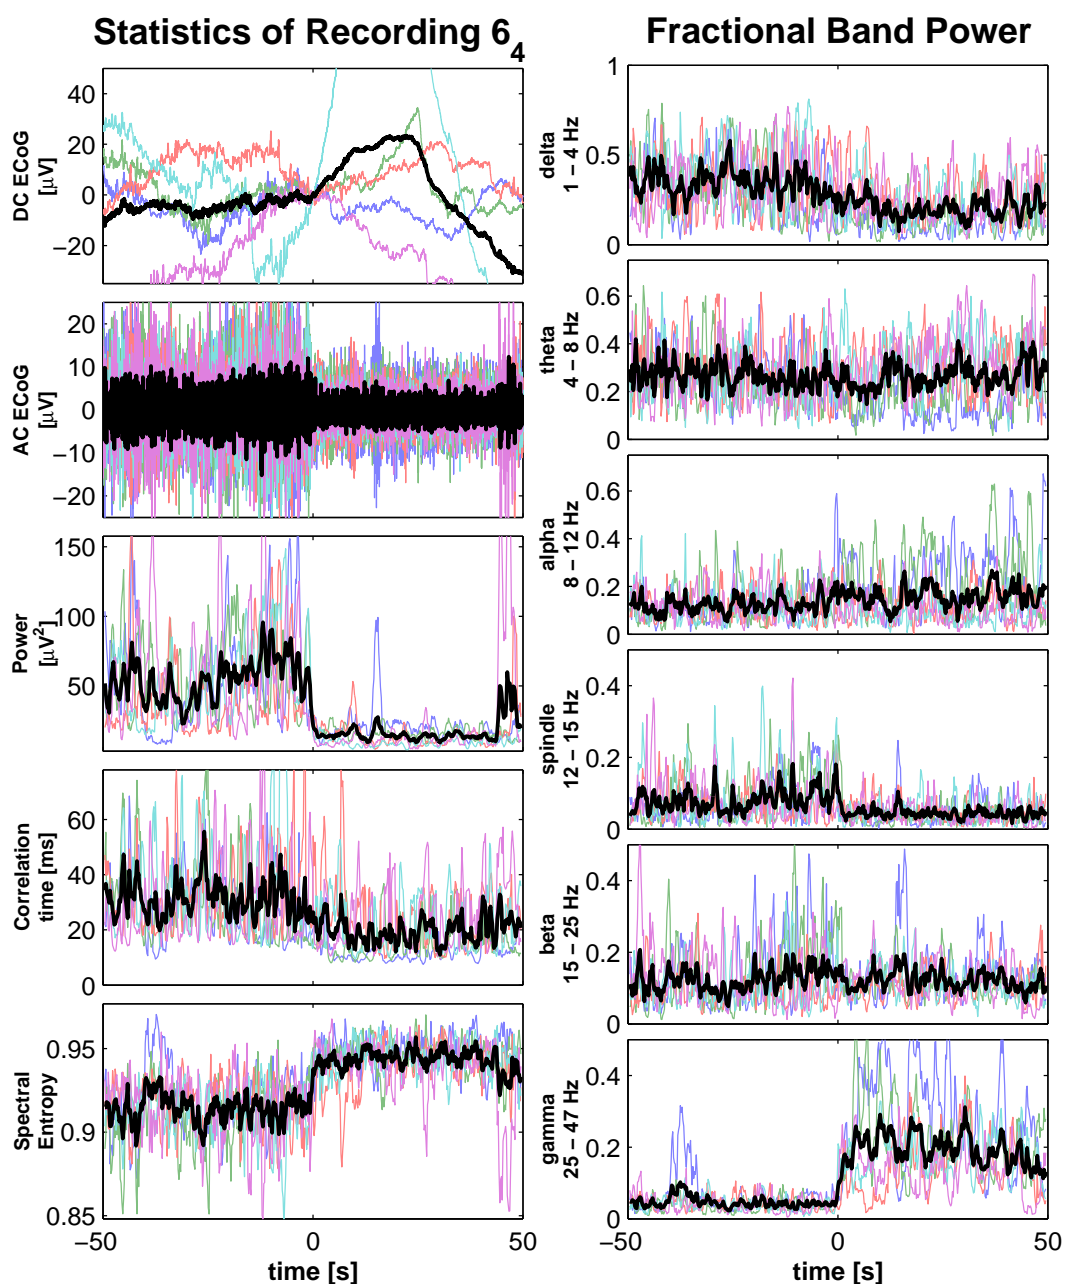 Statistics of Recording 6₄
40
20
0
−20
DC ECoG
[μV]
20
10
0
−10
−20
AC ECoG
[μV]
150
100
50
Power
[μV²]
60
40
20
0
Correlation
time [ms]
0.95
0.9
0.85
Spectral
Entropy
−50
0
50
time [s]
Fractional Band Power
1
0.5
0
delta
1 − 4 Hz
0.6
0.4
0.2
0
theta
4 − 8 Hz
0.6
0.4
0.2
0
alpha
8 − 12 Hz
0.4
0.2
0
spindle
12 − 15 Hz
0.4
0.2
0
beta
15 − 25 Hz
0.4
0.2
0
gamma
25 − 47 Hz
−50
0
50
time [s]